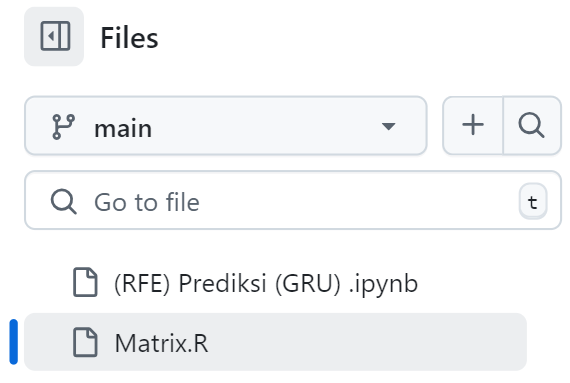 Files
main
Go to file t
(RFE) Prediksi (GRU) .ipynb
Matrix.R